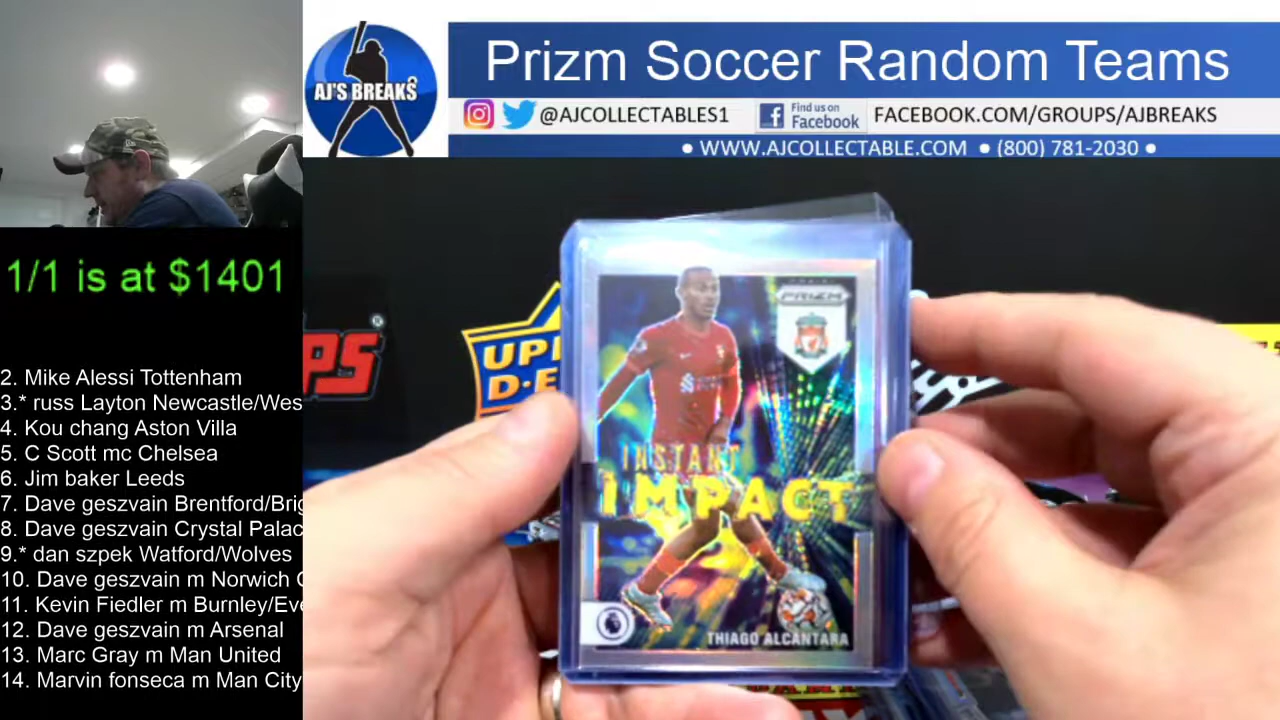 Prizm Soccer Random Teams
AJ'S BREAKS
@AJCOLLECTABLES1
Find us on
Facebook
FACEBOOK.COM/GROUPS/AJBREAKS
• WWW.AJCOLLECTABLE.COM • (800) 781-2030 •
1/1 is at $1401
2. Mike Alessi Tottenham
3.* russ Layton Newcastle/Wes
4. Kou chang Aston Villa
5. C Scott mc Chelsea
6. Jim baker Leeds
7. Dave geszvain Brentford/Brig
8. Dave geszvain Crystal Palac
9.* dan szpek Watford/Wolves
10. Dave geszvain m Norwich C
11. Kevin Fiedler m Burnley/Eve
12. Dave geszvain m Arsenal
13. Marc Gray m Man United
14. Marvin fonseca m Man City
PRIZM
INSTANT
IMPACT
THIAGO ALCANTARA